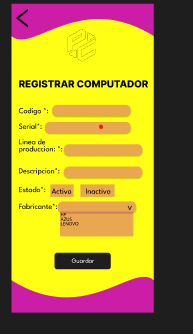 REGISTRAR COMPUTADOR
Codigo *:
Serial*:
Linea de
produccion: *:
Descripcion*:
Estado*: Activo Inactivo
Fabricante*: v
HP
ASUS
LENOVO
Guardar